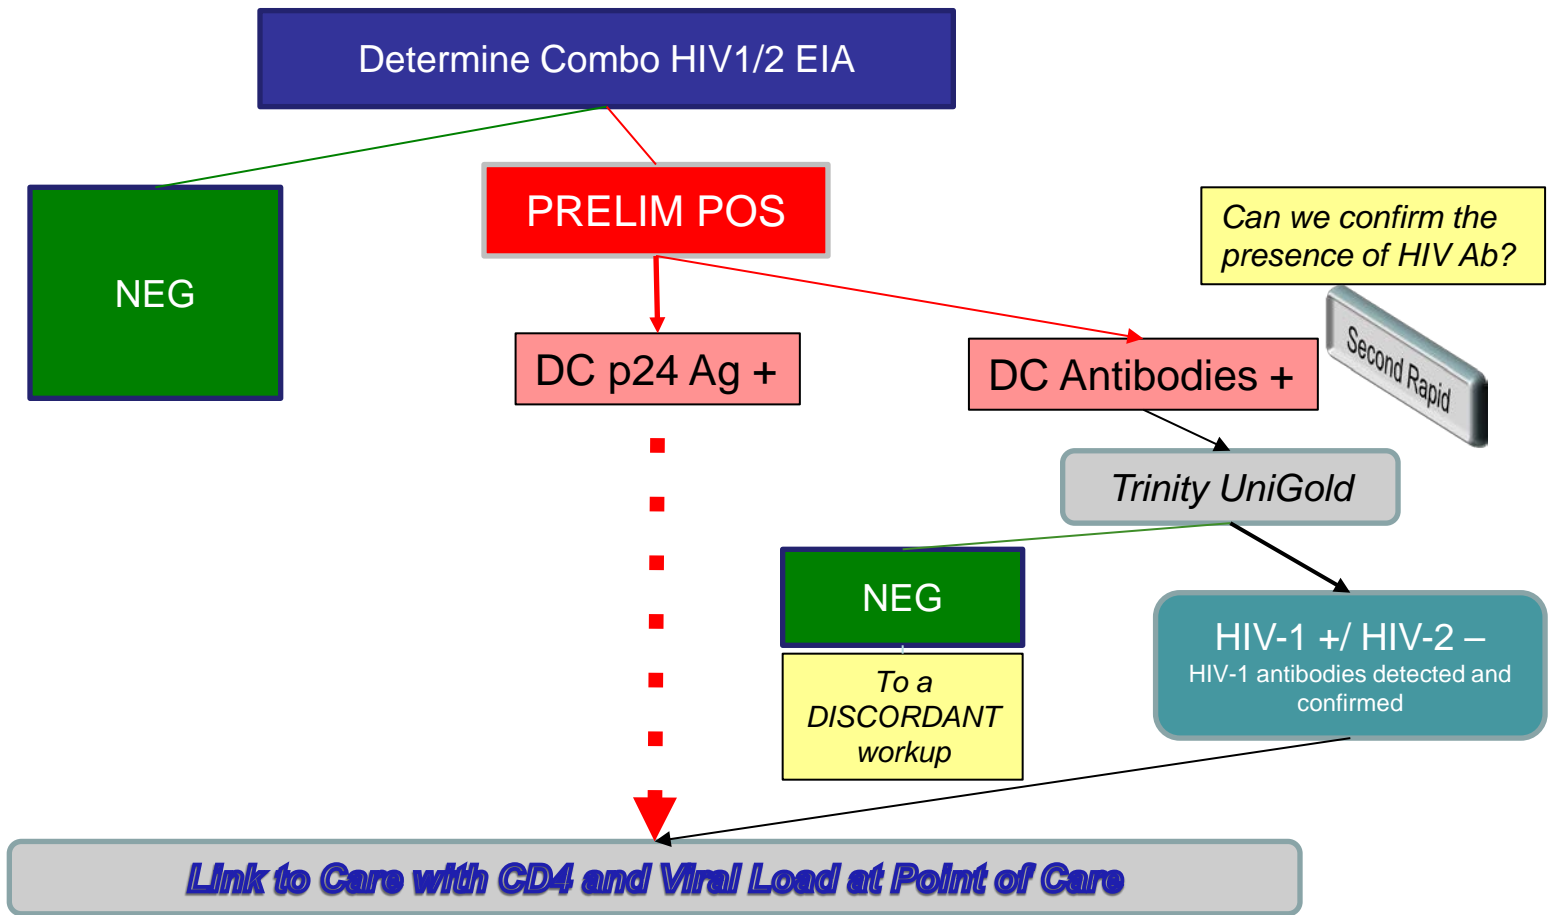 Determine Combo HIV1/2 EIA
PRELIM POS
NEG
Can we confirm the
presence of HIV Ab?
Second Rapid
DC p24 Ag +
DC Antibodies +
Trinity UniGold
NEG
To a
DISCORDANT
workup
HIV-1 +/ HIV-2 –
HIV-1 antibodies detected and
confirmed
Link to Care with CD4 and Viral Load at Point of Care